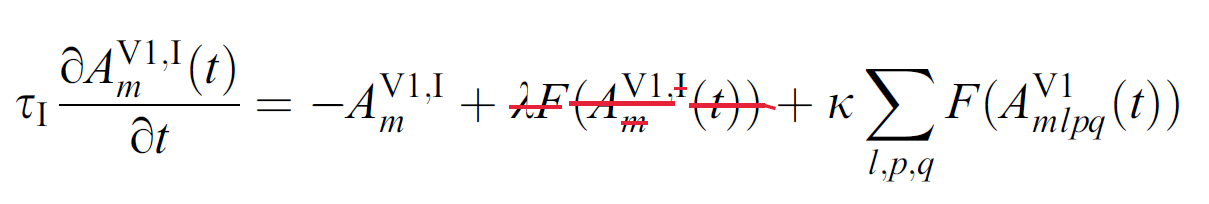 τ_I ∂A_m^{V1,I}(t) / ∂t = −A_m^{V1,I} + λF(A_m^{V1,I}(t)) + κ ∑_{l,p,q} F(A_{mlpq}^{V1}(t))